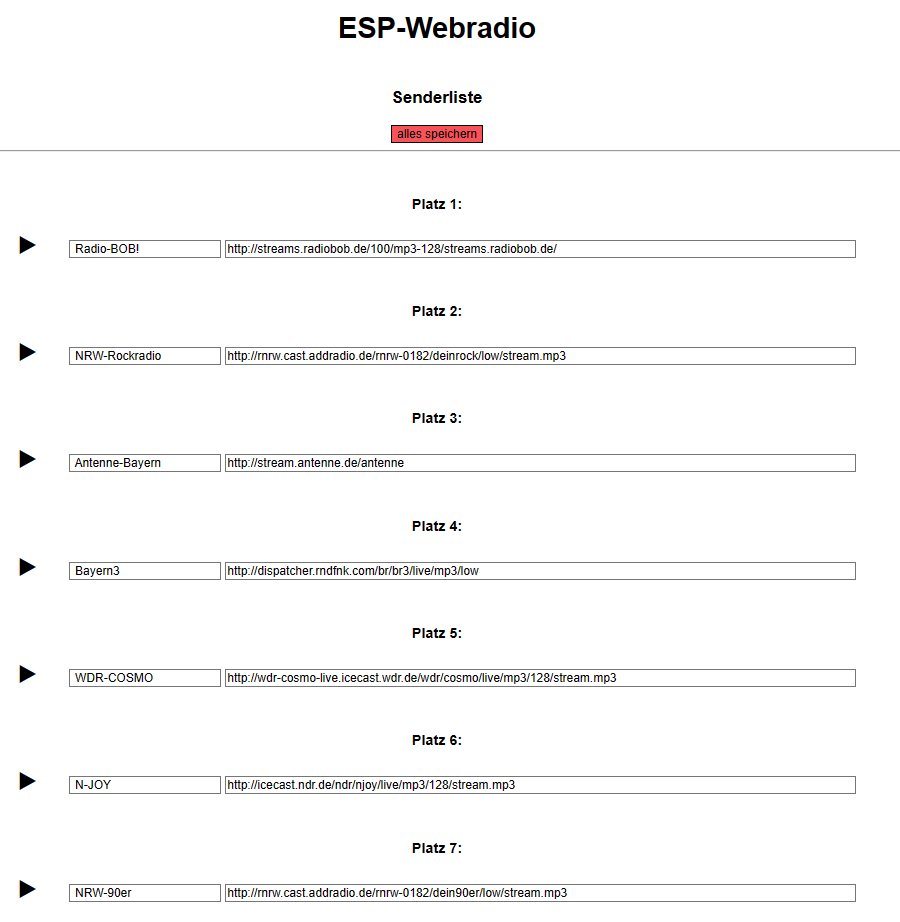 ESP-Webradio
Senderliste
alles speichern
Platz 1:
Radio-BOB! http://streams.radiobob.de/100/mp3-128/streams.radiobob.de/
Platz 2:
NRW-Rockradio http://rnrw.cast.addradio.de/rnrw-0182/deinrock/low/stream.mp3
Platz 3:
Antenne-Bayern http://stream.antenne.de/antenne
Platz 4:
Bayern3 http://dispatcher.rndfnk.com/br/br3/live/mp3/low
Platz 5:
WDR-COSMO http://wdr-cosmo-live.icecast.wdr.de/wdr/cosmo/live/mp3/128/stream.mp3
Platz 6:
N-JOY http://icecast.ndr.de/ndr/njoy/live/mp3/128/stream.mp3
Platz 7:
NRW-90er http://rnrw.cast.addradio.de/rnrw-0182/dein90er/low/stream.mp3